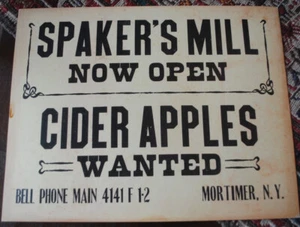 SPAKER'S MILL
NOW OPEN
CIDER APPLES
WANTED
BELL PHONE MAIN 4141 F 1-2 MORTIMER, N. Y.